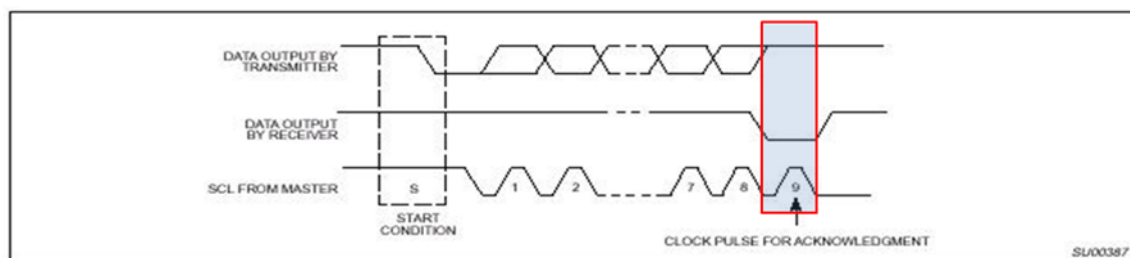 DATA OUTPUT BY
TRANSMITTER
DATA OUTPUT
BY RECEIVER
SCL FROM MASTER
S
1
2
7
8
9
START
CONDITION
CLOCK PULSE FOR ACKNOWLEDGMENT
SU00387